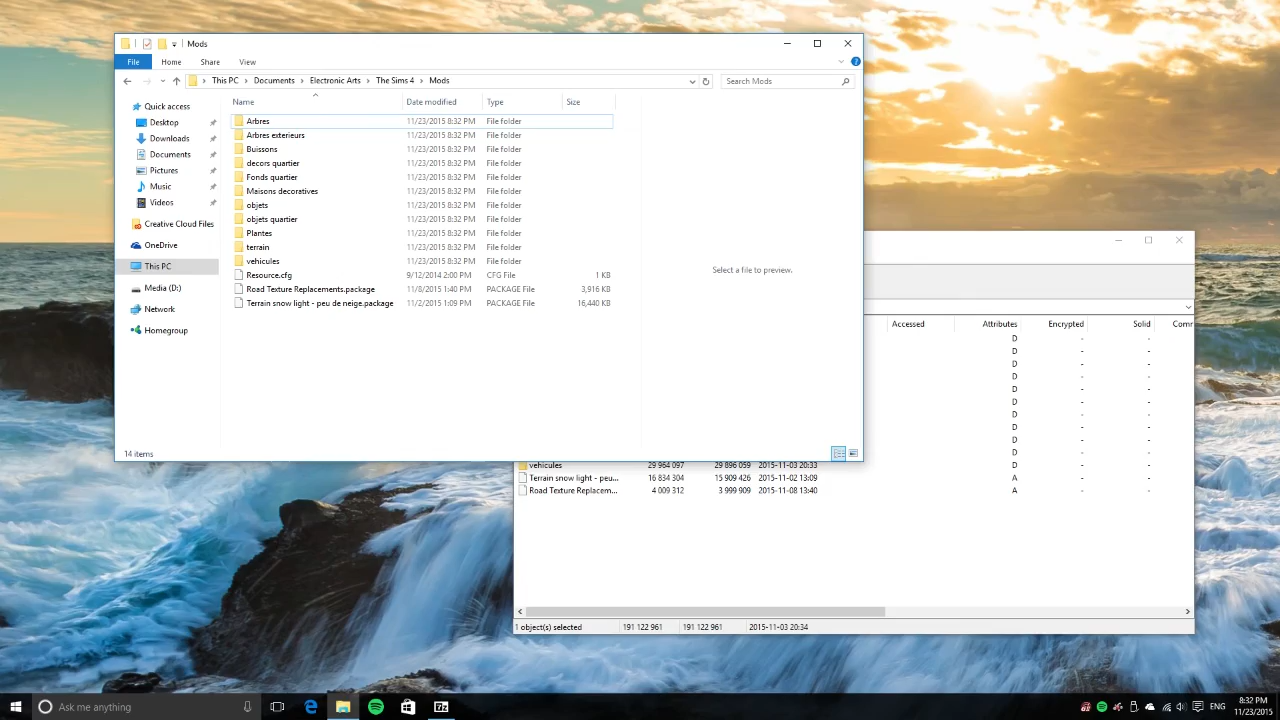 Mods
File Home Share View
This PC Documents Electronic Arts The Sims 4 Mods Search Mods
Quick access
Desktop
Downloads
Documents
Pictures
Music
Videos
Creative Cloud Files
OneDrive
This PC
Media (D:)
Network
Homegroup
Name Date modified Type Size
Arbres 11/23/2015 8:32 PM File folder
Arbres exterieurs 11/23/2015 8:32 PM File folder
Buissons 11/23/2015 8:32 PM File folder
decors quartier 11/23/2015 8:32 PM File folder
Fonds quartier 11/23/2015 8:32 PM File folder
Maisons decoratives 11/23/2015 8:32 PM File folder
objets 11/23/2015 8:32 PM File folder
objets quartier 11/23/2015 8:32 PM File folder
Plantes 11/23/2015 8:32 PM File folder
terrain 11/23/2015 8:32 PM File folder
vehicules 11/23/2015 8:32 PM File folder
Resource.cfg 9/12/2014 2:00 PM CFG File 1 KB
Road Texture Replacements.package 11/8/2015 1:40 PM PACKAGE File 3,916 KB
Terrain snow light - peu de neige.package 11/2/2015 1:09 PM PACKAGE File 16,440 KB
Select a file to preview.
14 items
Accessed Attributes Encrypted Solid Comm
D - -
D - -
D - -
D - -
D - -
D - -
D - -
D - -
D - -
D - -
vehicules 29 964 097 29 896 059 2015-11-03 20:33 D - -
Terrain snow light - peu... 16 834 304 15 909 426 2015-11-02 13:09 A - -
Road Texture Replacem... 4 009 312 3 999 909 2015-11-08 13:40 A - -
1 object(s) selected 191 122 961 191 122 961 2015-11-03 20:34
Ask me anything
7z
ENG
8:32 PM
11/23/2015